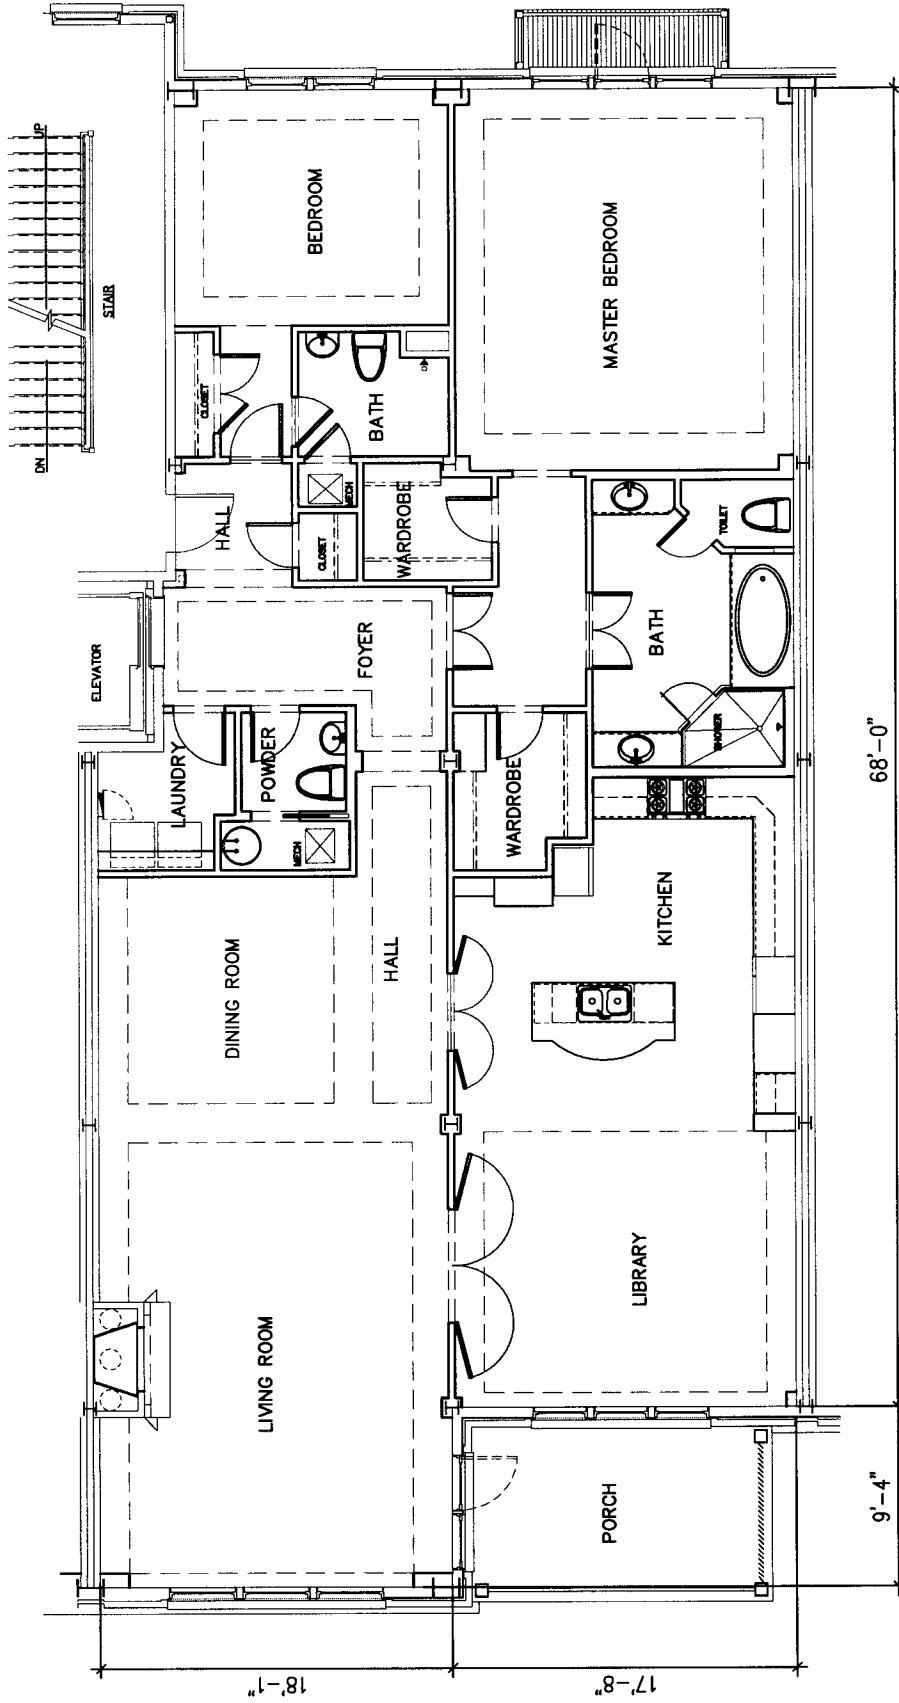 UP
DN
STAIR
BEDROOM
MASTER BEDROOM
CLOSET
BATH
HALL
MECH
CLOSET
WARDROBE
TOILET
BATH
ELEVATOR
FOYER
SHOWER
LAUNDRY
POWDER
MECH
WARDROBE
KITCHEN
DINING ROOM
HALL
LIVING ROOM
LIBRARY
PORCH
68'-0"
9'-4"
18'-1"
17'-8"